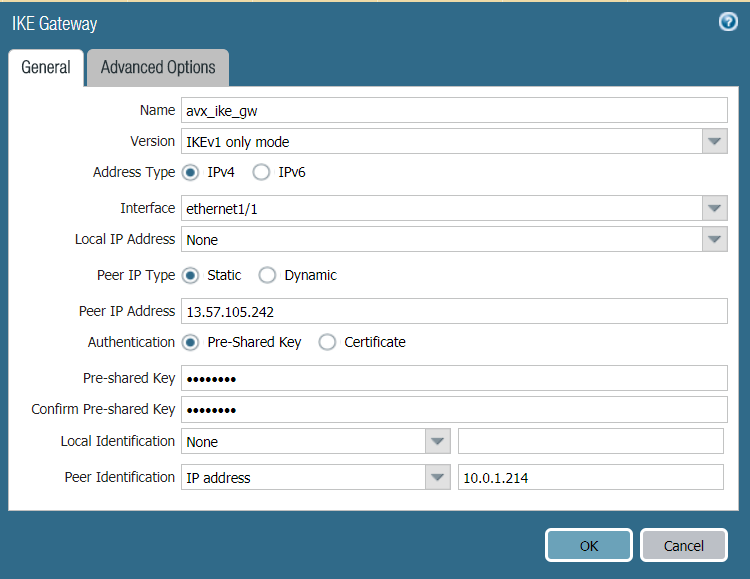 IKE Gateway
General
Advanced Options
Name avx_ike_gw
Version IKEv1 only mode
Address Type IPv4 IPv6
Interface ethernet1/1
Local IP Address None
Peer IP Type Static Dynamic
Peer IP Address 13.57.105.242
Authentication Pre-Shared Key Certificate
Pre-shared Key ••••••••
Confirm Pre-shared Key ••••••••
Local Identification None
Peer Identification IP address 10.0.1.214
OK
Cancel